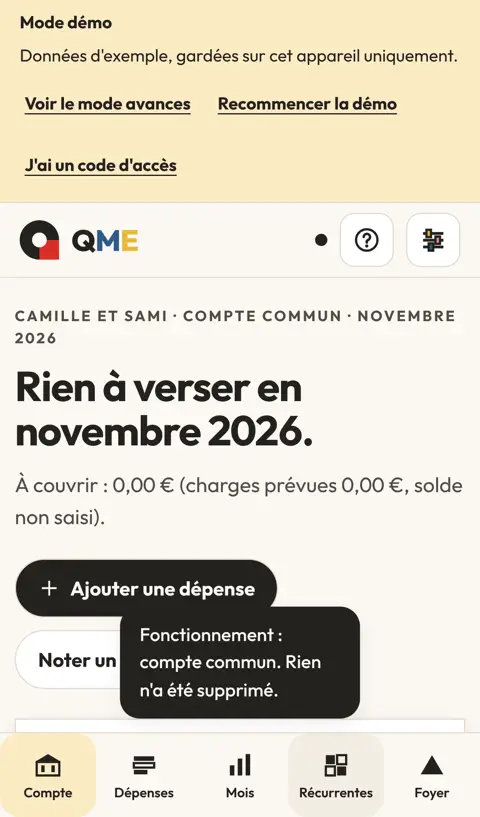 Mode démo
Données d'exemple, gardées sur cet appareil uniquement.
Voir le mode avances
Recommencer la démo
J'ai un code d'accès
QME
CAMILLE ET SAMI · COMPTE COMMUN · NOVEMBRE
2026
Rien à verser en
novembre 2026.
À couvrir : 0,00 € (charges prévues 0,00 €, solde
non saisi).
+ Ajouter une dépense
Noter un
Fonctionnement :
compte commun. Rien
n'a été supprimé.
Compte
Dépenses
Mois
Récurrentes
Foyer